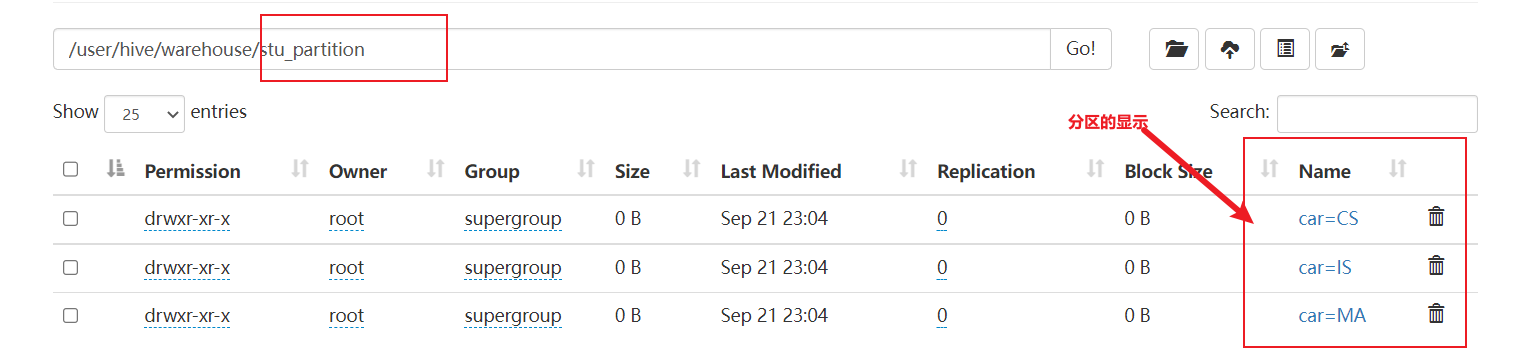 /user/hive/warehouse/stu_partition Go!
Show 25 entries Search:
分区的显示
Permission Owner Group Size Last Modified Replication Block Size Name
drwxr-xr-x root supergroup 0 B Sep 21 23:04 0 0 B car=CS
drwxr-xr-x root supergroup 0 B Sep 21 23:04 0 0 B car=IS
drwxr-xr-x root supergroup 0 B Sep 21 23:04 0 0 B car=MA